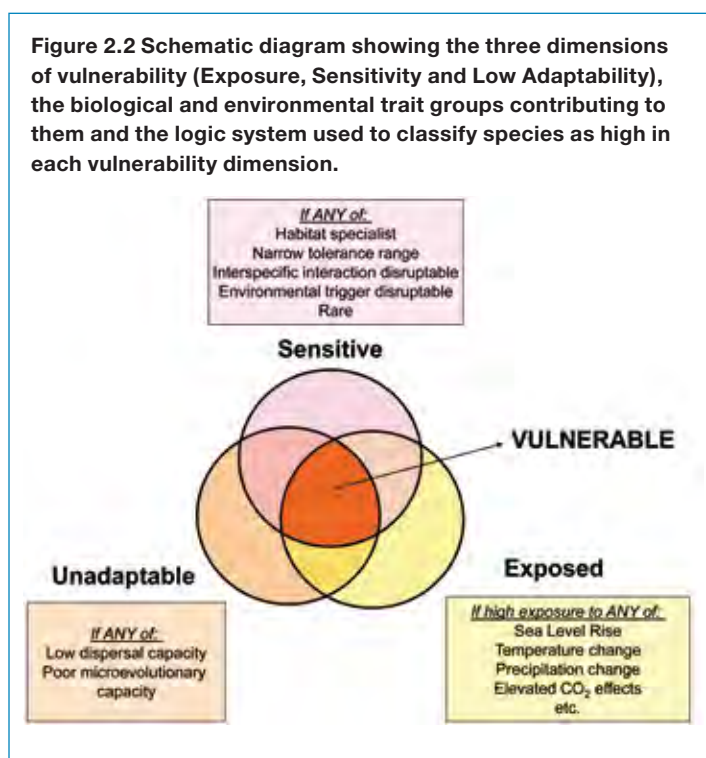 Figure 2.2 Schematic diagram showing the three dimensions
of vulnerability (Exposure, Sensitivity and Low Adaptability),
the biological and environmental trait groups contributing to
them and the logic system used to classify species as high in
each vulnerability dimension.
If ANY of:
Habitat specialist
Narrow tolerance range
Interspecific interaction disruptable
Environmental trigger disruptable
Rare
Sensitive
VULNERABLE
Unadaptable
If ANY of:
Low dispersal capacity
Poor microevolutionary
capacity
Exposed
If high exposure to ANY of:
Sea Level Rise
Temperature change
Precipitation change
Elevated CO₂ effects
etc.